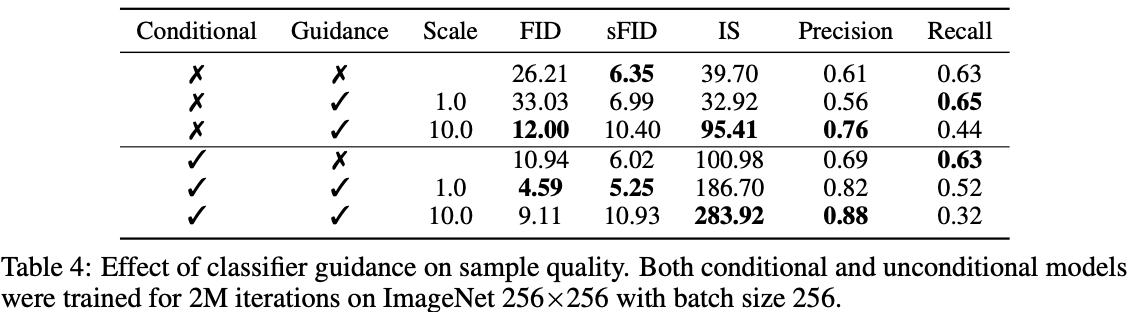 Conditional Guidance Scale FID sFID IS Precision Recall
✗ ✗ 26.21 6.35 39.70 0.61 0.63
✗ ✓ 1.0 33.03 6.99 32.92 0.56 0.65
✗ ✓ 10.0 12.00 10.40 95.41 0.76 0.44
✓ ✗ 10.94 6.02 100.98 0.69 0.63
✓ ✓ 1.0 4.59 5.25 186.70 0.82 0.52
✓ ✓ 10.0 9.11 10.93 283.92 0.88 0.32
Table 4: Effect of classifier guidance on sample quality. Both conditional and unconditional models
were trained for 2M iterations on ImageNet 256×256 with batch size 256.